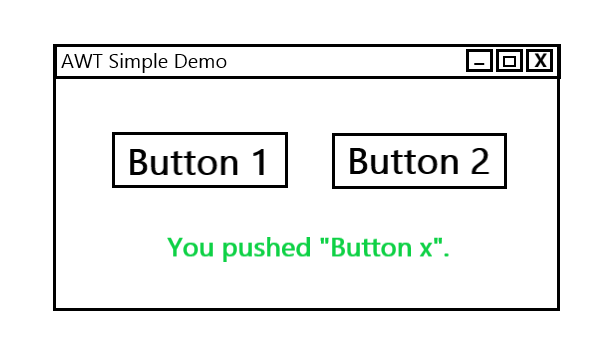 AWT Simple Demo
Button 1 Button 2
You pushed "Button x".